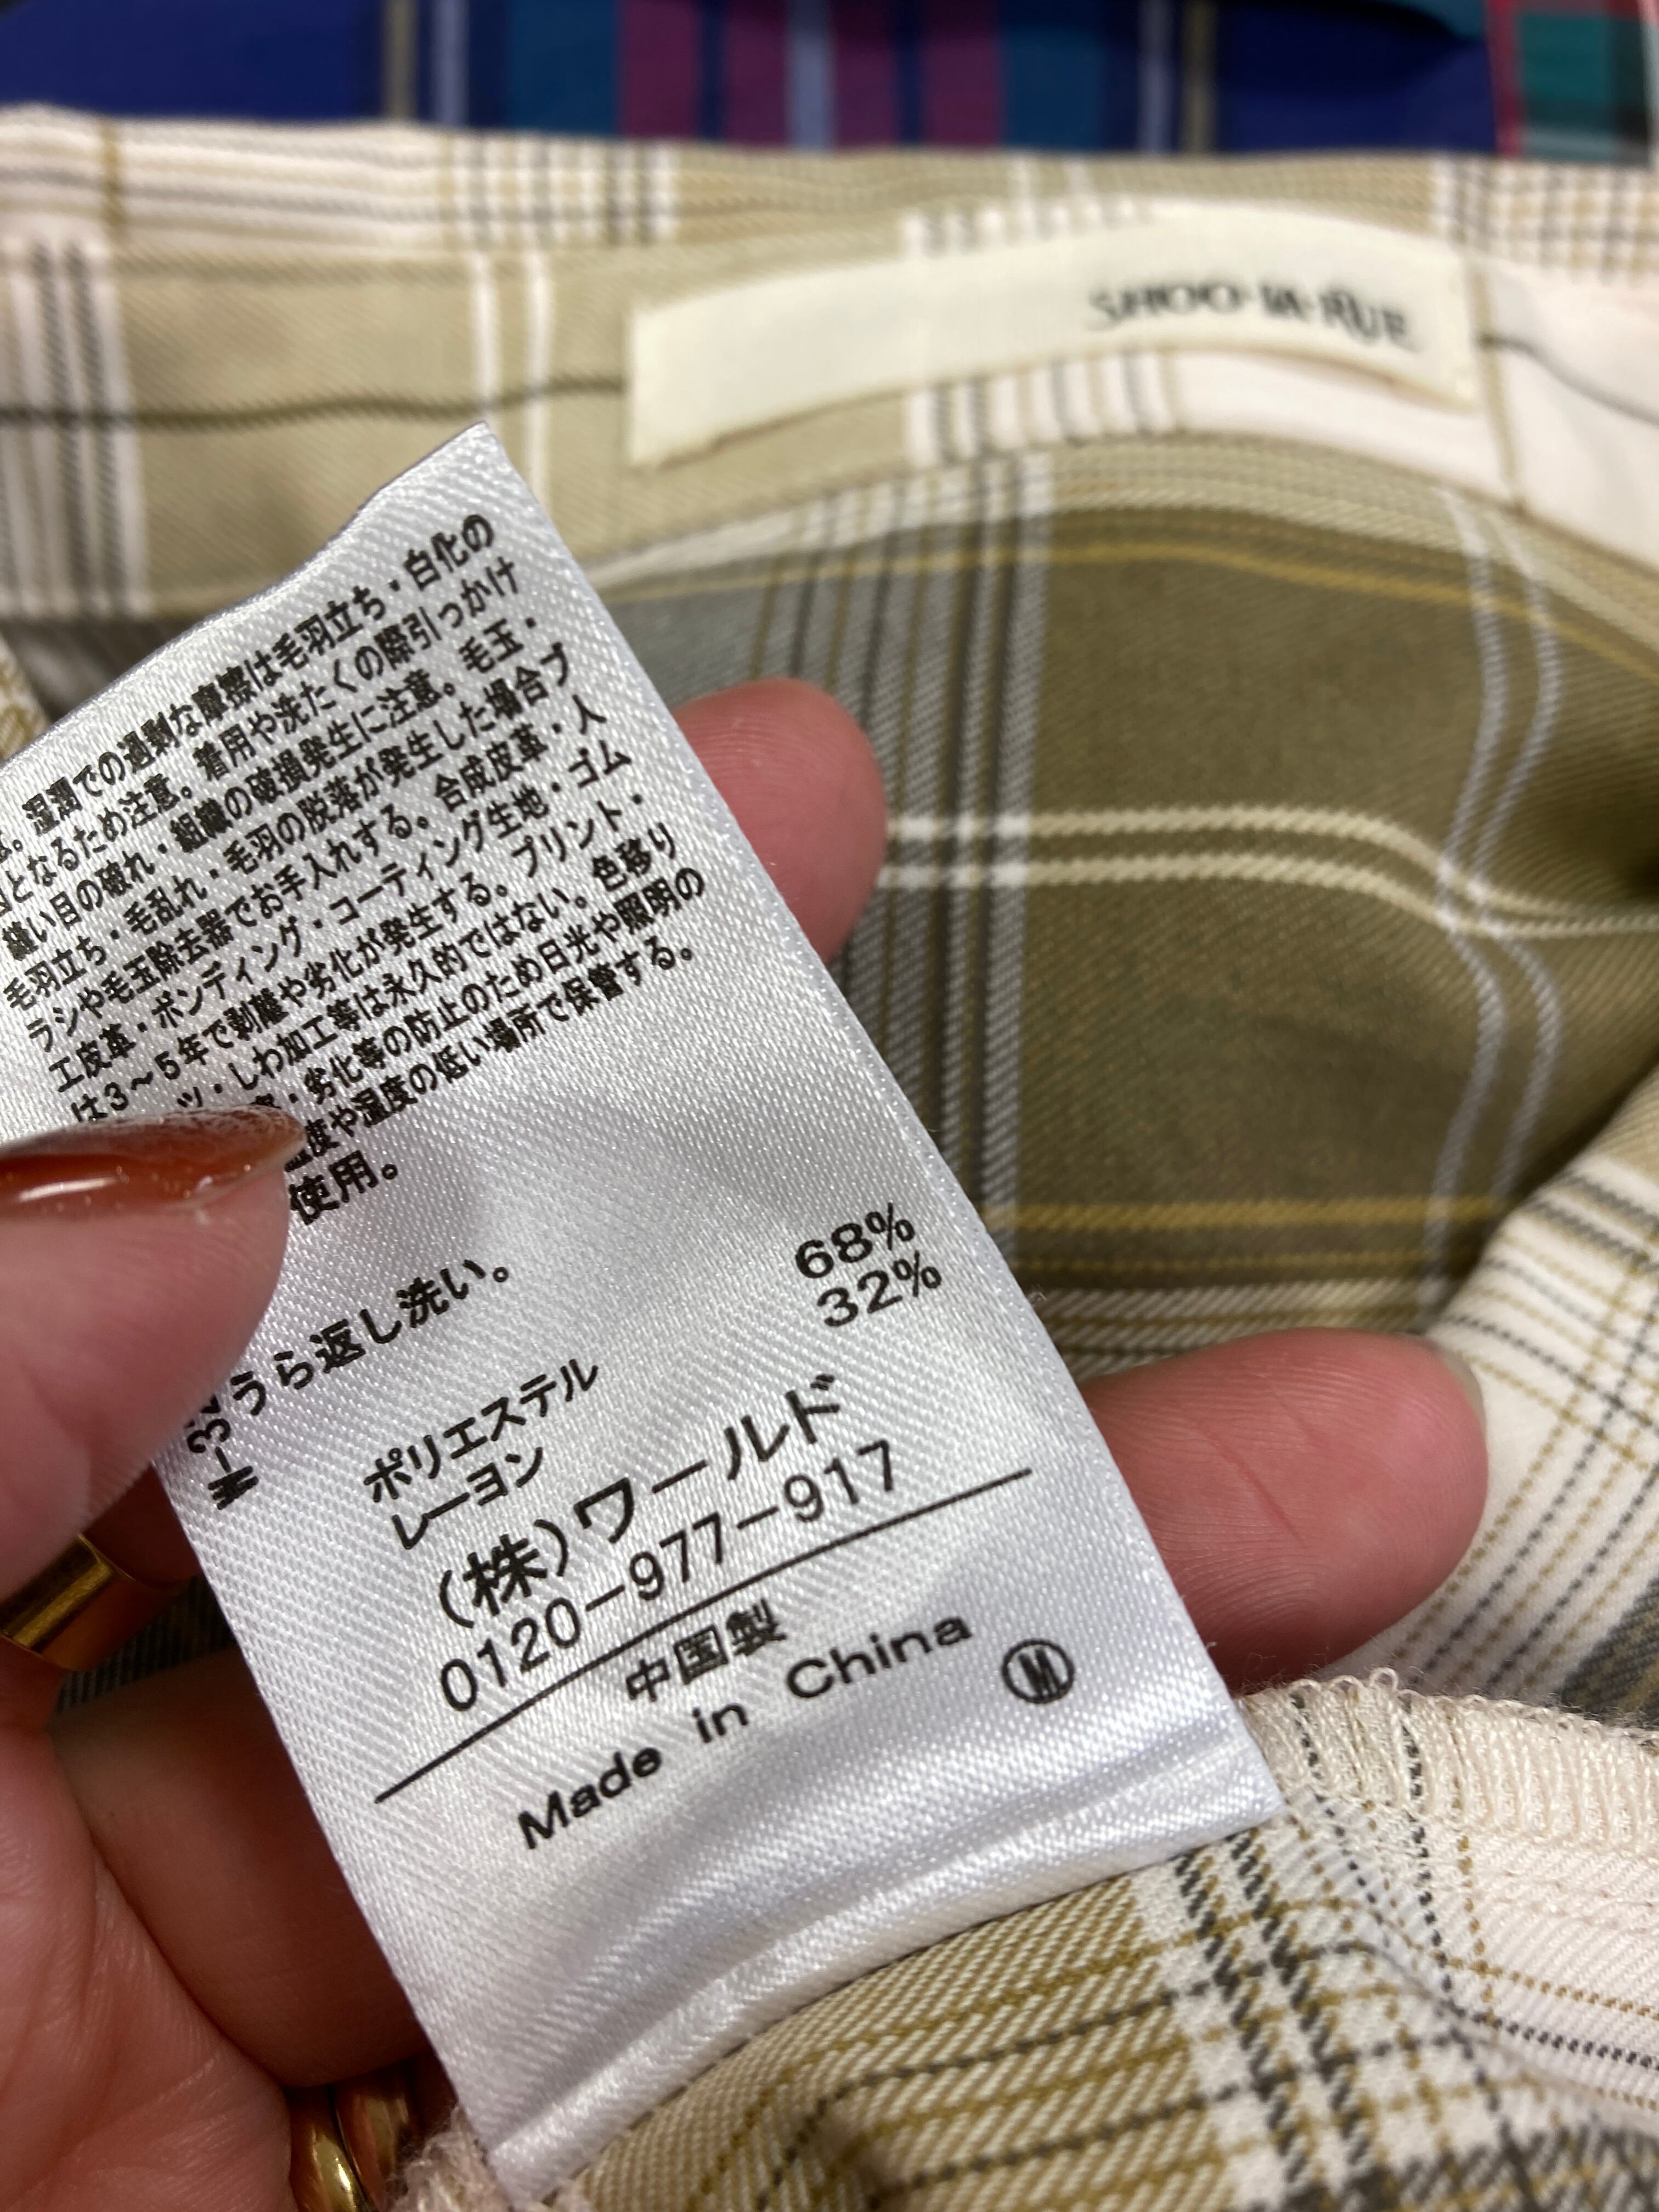 SHOO·LA·RUE
湿潤での過剰な摩擦は毛羽立ち・白化の
となるため注意。着用や洗たくの際引っかけ
縫い目の破れ・組織の破損発生に注意。毛玉・
毛羽立ち・毛乱れ・毛羽の脱落が発生した場合ブ
ラシや毛玉除去器でお手入れする。合成皮革・人
工皮革・ボンディング・コーティング生地・ゴム
は3～5年で剥離や劣化が発生する。プリント・
ツ・しわ加工等は永久的ではない。色移り
・劣化等の防止のため日光や照明の
温度や湿度の低い場所で保管する。
使用。
うら返し洗い。
ポリエステル 68%
レーヨン 32%
(株)ワールド
0120-977-917
中国製
Made in China
M